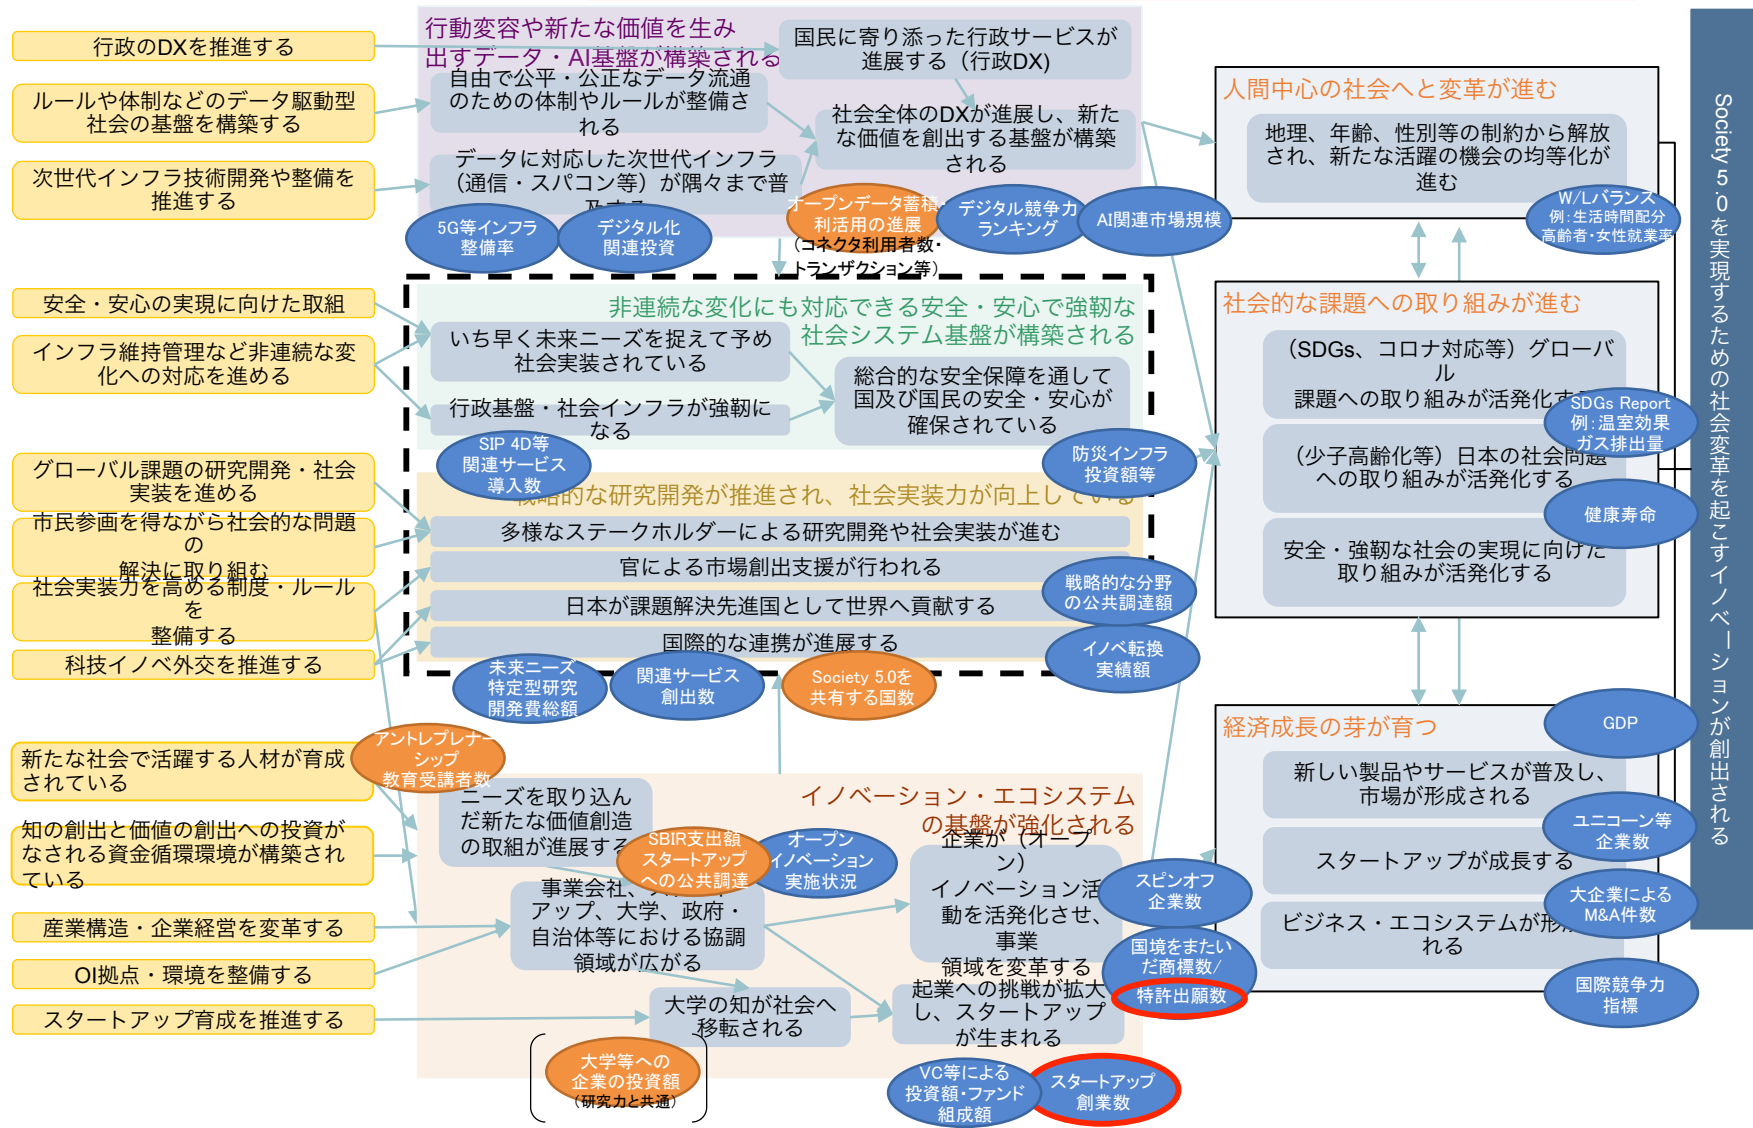 行政のDXを推進する
ルールや体制などのデータ駆動型
社会の基盤を構築する
次世代インフラ技術開発や整備を
推進する
安全・安心の実現に向けた取組
インフラ維持管理など非連続な変
化への対応を進める
グローバル課題の研究開発・社会
実装を進める
市民参画を得ながら社会的な問題
の
解決に取り組む
社会実装力を高める制度・ルール
を
整備する
科技イノベ外交を推進する
新たな社会で活躍する人材が育成
されている
知の創出と価値の創出への投資が
なされる資金循環環境が構築され
ている
産業構造・企業経営を変革する
OI拠点・環境を整備する
スタートアップ育成を推進する
行動変容や新たな価値を生み
出すデータ・AI基盤が構築される
国民に寄り添った行政サービスが
進展する（行政DX)
自由で公平・公正なデータ流通
のための体制やルールが整備さ
れる
社会全体のDXが進展し、新た
な価値を創出する基盤が構築
される
データに対応した次世代インフラ
（通信・スパコン等）が隅々まで普
及する
5G等インフラ
整備率
デジタル化
関連投資
オープンデータ蓄積・
利活用の進展
（コネクタ利用者数・
トランザクション等）
デジタル競争力
ランキング
AI関連市場規模
非連続な変化にも対応できる安全・安心で強靭な
社会システム基盤が構築される
いち早く未来ニーズを捉えて予め
社会実装されている
行政基盤・社会インフラが強靭に
なる
総合的な安全保障を通して
国及び国民の安全・安心が
確保されている
SIP 4D等
関連サービス
導入数
防災インフラ
投資額等
戦略的な研究開発が推進され、社会実装力が向上している
多様なステークホルダーによる研究開発や社会実装が進む
官による市場創出支援が行われる
日本が課題解決先進国として世界へ貢献する
国際的な連携が進展する
戦略的な分野
の公共調達額
イノベ転換
実績額
未来ニーズ
特定型研究
開発費総額
関連サービス
創出数
Society 5.0を
共有する国数
アントレプレナー
シップ
教育受講者数
イノベーション・エコシステム
の基盤が強化される
ニーズを取り込ん
だ新たな価値創造
の取組が進展する
SBIR支出額
スタートアップ
への公共調達
オープン
イノベーション
実施状況
事業会社、
アップ、大学、政府・
自治体等における協調
領域が広がる
企業が（オープ
ン）
イノベーション活
動を活発化させ、
事業
領域を変革する
大学の知が社会へ
移転される
起業への挑戦が拡大
し、スタートアップ
が生まれる
スピンオフ
企業数
国境をまたい
だ商標数/
特許出願数
大学等への
企業の投資額
（研究力と共通）
VC等による
投資額・ファンド
組成額
スタートアップ
創業数
人間中心の社会へと変革が進む
地理、年齢、性別等の制約から解放
され、新たな活躍の機会の均等化が
進む
W/Lバランス
例：生活時間配分
高齢者・女性就業率
社会的な課題への取り組みが進む
（SDGs、コロナ対応等）グローバ
ル
課題への取り組みが活発化する
SDGs Report
例：温室効果
ガス排出量
（少子高齢化等）日本の社会問題
への取り組みが活発化する
健康寿命
安全・強靭な社会の実現に向けた
取り組みが活発化する
経済成長の芽が育つ
GDP
新しい製品やサービスが普及し、
市場が形成される
ユニコーン等
企業数
スタートアップが成長する
大企業による
M&A件数
ビジネス・エコシステムが形
れる
国際競争力
指標
Society 5.0を実現するための社会変革を起こすイノベーションが創出される